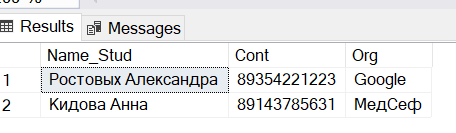 Results Messages
Name_Stud Cont Org
1 Ростовых Александра 89354221223 Google
2 Кидова Анна 89143785631 МедСеф